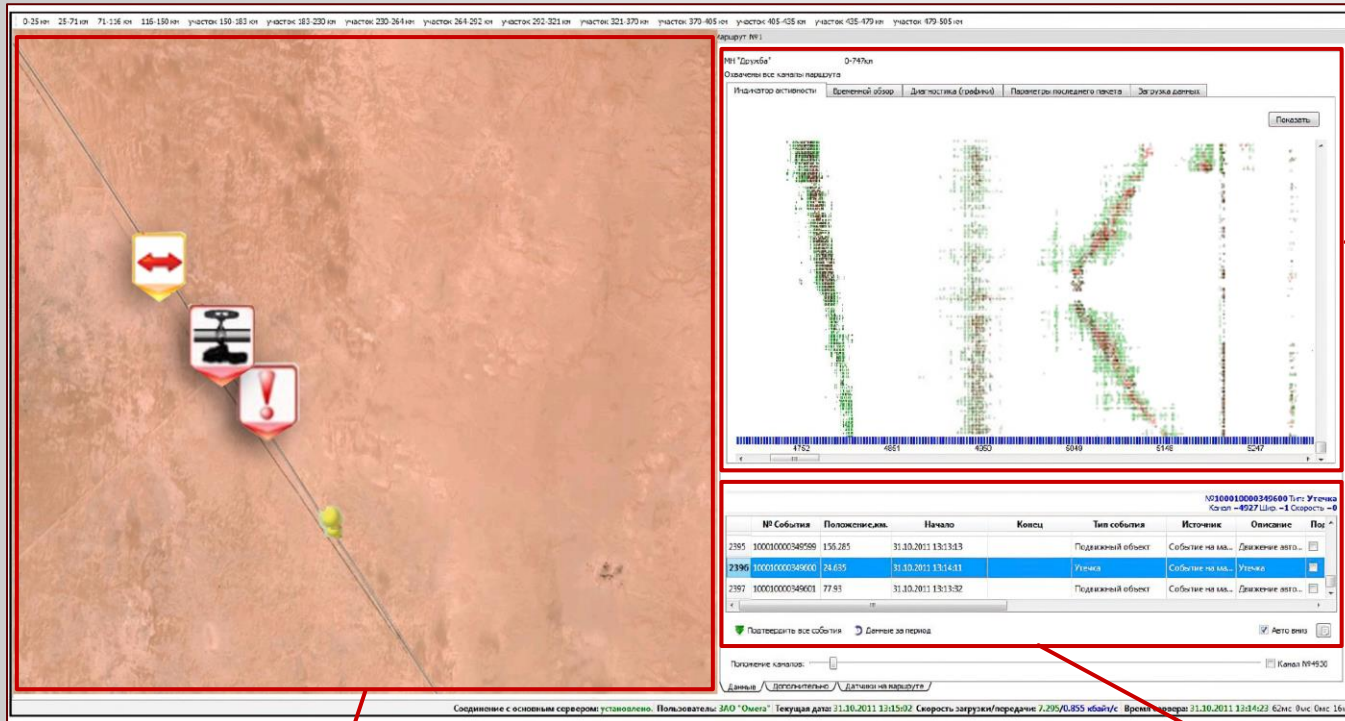 0-25 км 25-71 км 71-116 км 116-150 км участок 150-183 км участок 183-230 км участок 230-264 км участок 264-292 км участок 292-321 км участок 321-370 км участок 370-405 км участок 405-435 км участок 435-479 км участок 479-505 км
Маршрут №1
МН "Дружба" 0-747км
Охвачены все каналы маршрута
Индикатор активности Временной обзор Диагностика (графики) Параметры последнего пакета Загрузка данных
Показать
4762 4851 4950 5049 5148 5247
№100010000349600 Тип: Утечка
Канал ~4927 Шир. ~1 Скорость ~0
№ События Положение,км. Начало Конец Тип события Источник Описание
2395 100010000349599 156.285 31.10.2011 13:13:13 Подвижный объект Событие на ма... Движение авто...
2396 100010000349600 24.635 31.10.2011 13:14:11 Утечка Событие на ма... Утечка
2397 100010000349601 77.93 31.10.2011 13:13:32 Подвижный объект Событие на ма... Движение авто...
Подтвердить все события Данные за период Авто вниз
Положение каналов: Канал №4930
Данные Дополнительно Датчики на маршруте
Соединение с основным сервером: установлено. Пользователь: ЗАО "Омега" Текущая дата: 31.10.2011 13:15:02 Скорость загрузки/передачи: 7.295/0.855 кбайт/с Время сервера: 31.10.2011 13:14:23 62мс 0мс 0мс